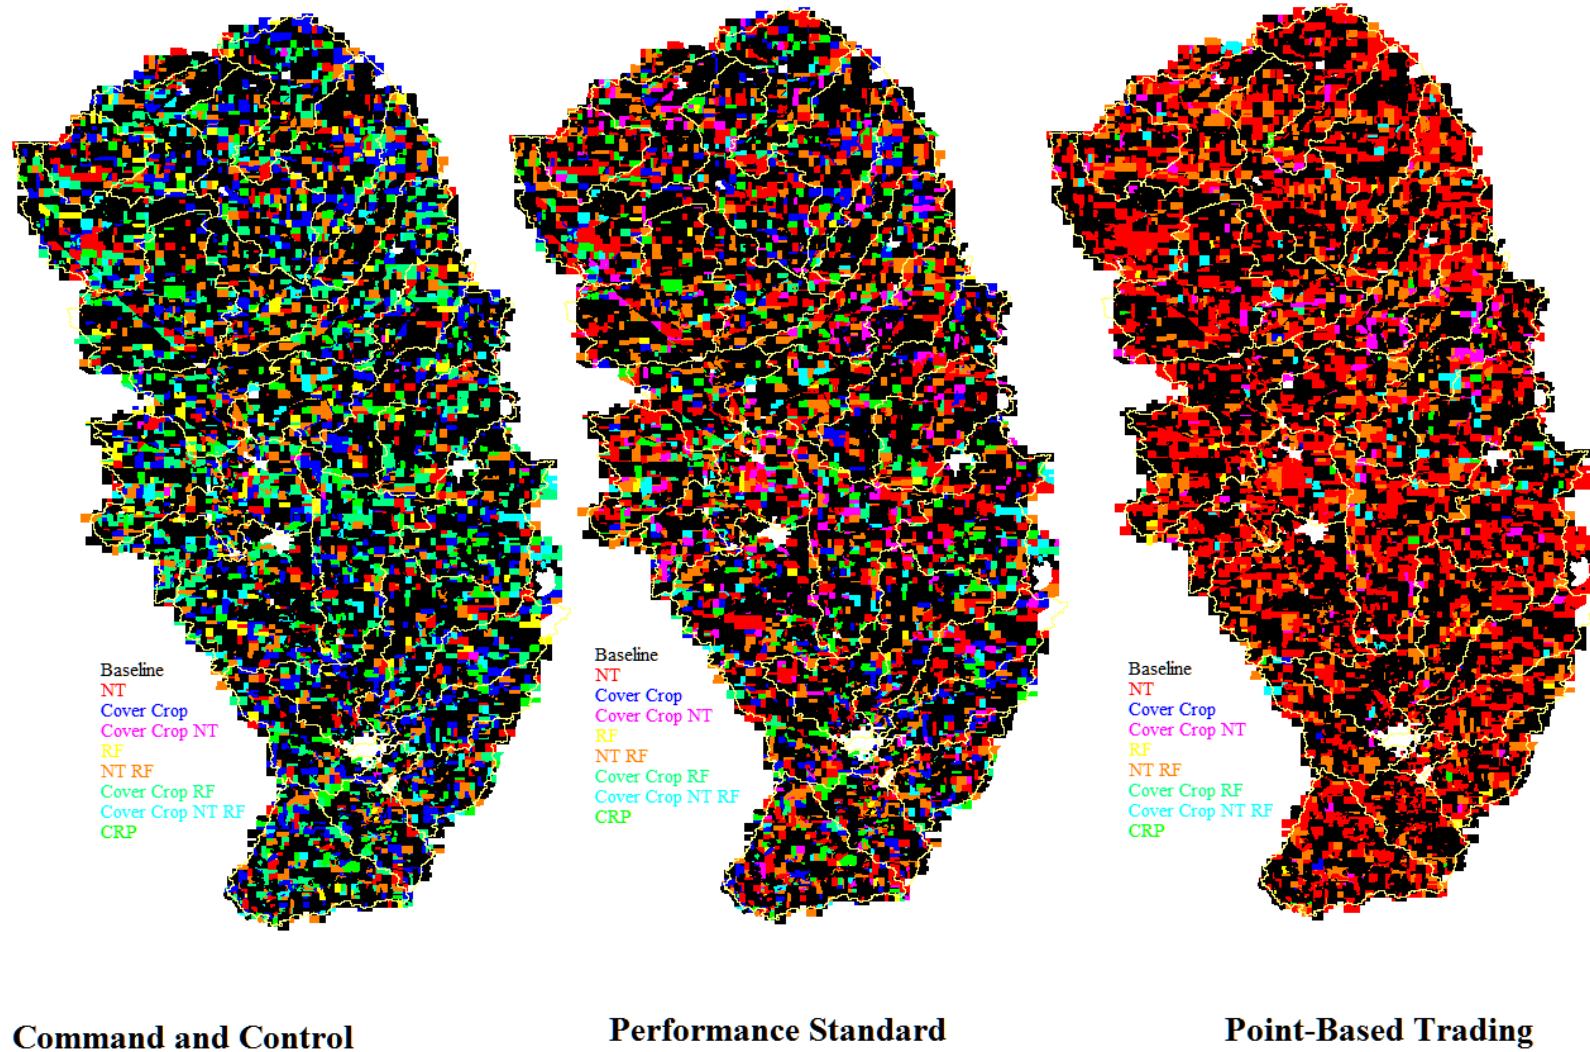 Baseline
NT
Cover Crop
Cover Crop NT
RF
NT RF
Cover Crop RF
Cover Crop NT RF
CRP
Baseline
NT
Cover Crop
Cover Crop NT
RF
NT RF
Cover Crop RF
Cover Crop NT RF
CRP
Baseline
NT
Cover Crop
Cover Crop NT
RF
NT RF
Cover Crop RF
Cover Crop NT RF
CRP
Command and Control
Performance Standard
Point-Based Trading